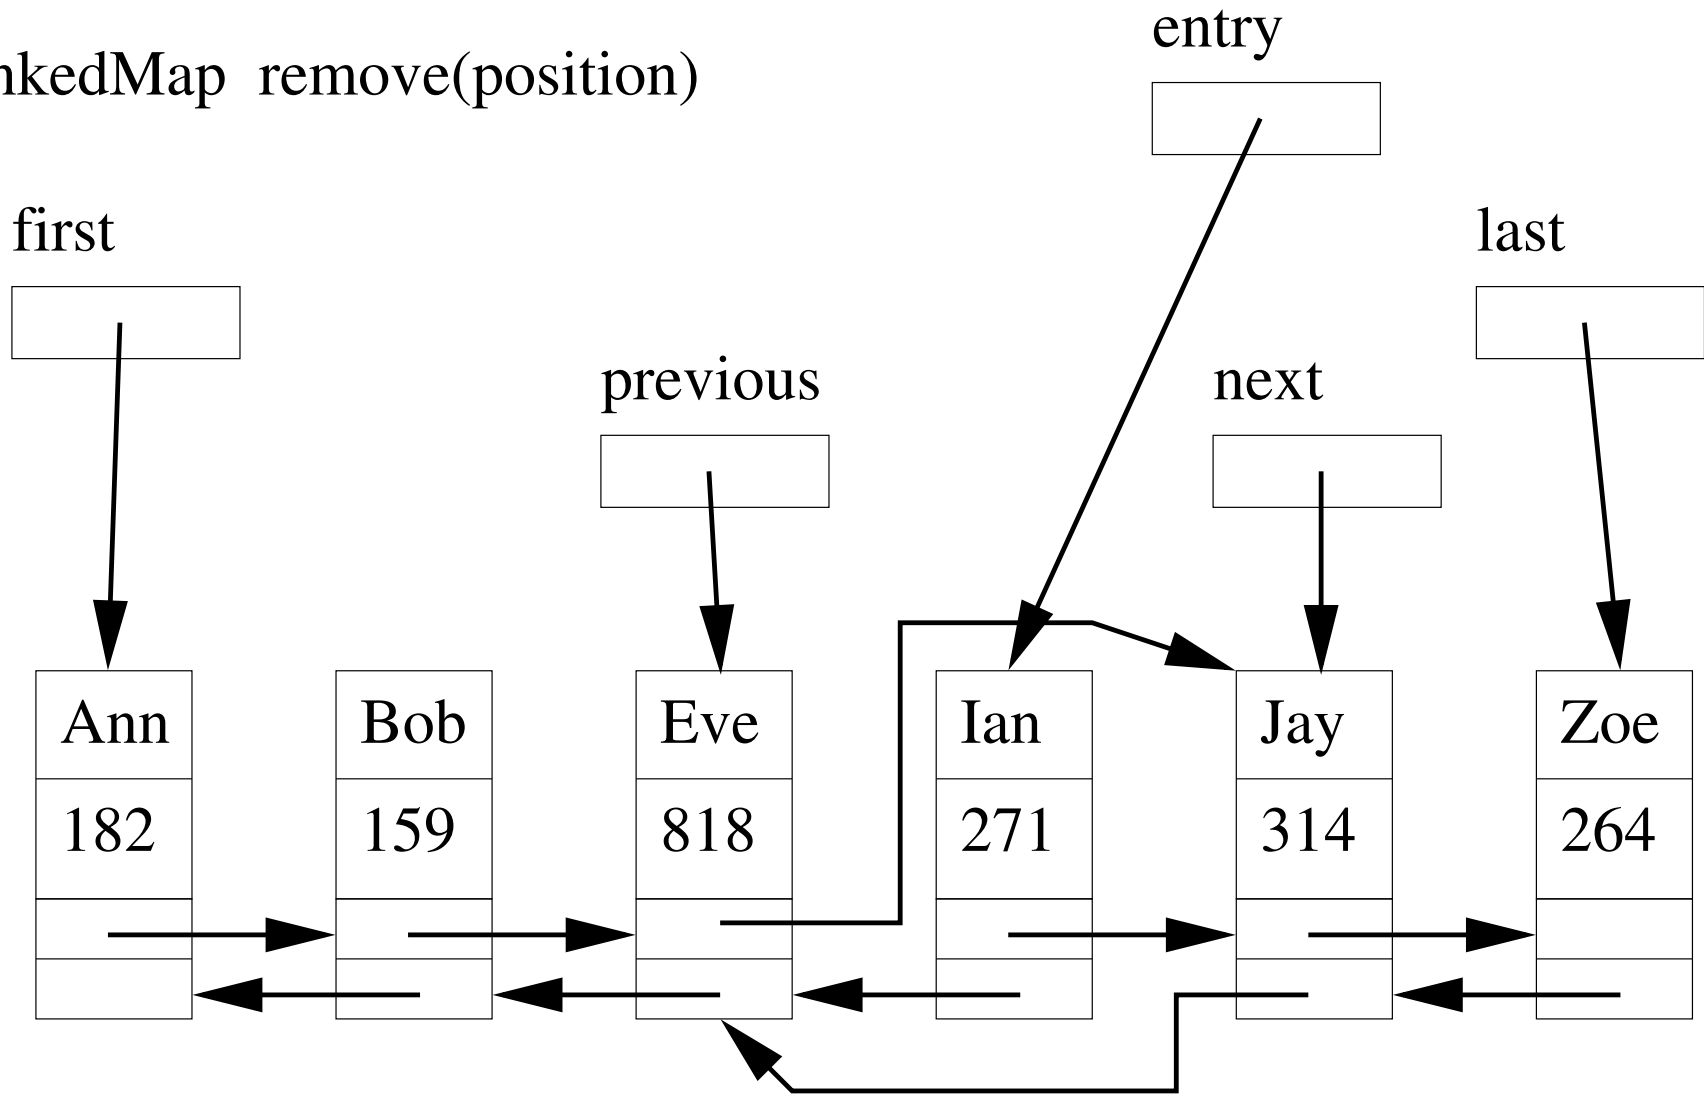 entry
nkedMap remove(position)
first
last
previous
next
Ann Bob Eve Ian Jay Zoe
182 159 818 271 314 264